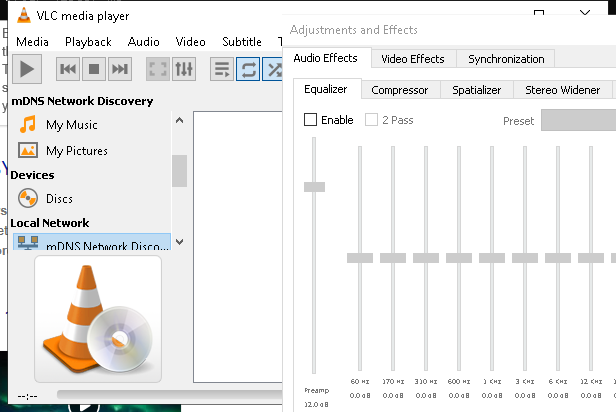 VLC media player
Media Playback Audio Video Subtitle
mDNS Network Discovery
My Music
My Pictures
Devices
Discs
Local Network
mDNS Network Disco...
--:--
Adjustments and Effects
Audio Effects Video Effects Synchronization
Equalizer Compressor Spatializer Stereo Widener
Enable 2 Pass Preset
60 Hz 170 Hz 310 Hz 600 Hz 1 KHz 3 KHz 6 KHz 12 KHz
Preamp 0.0 dB 0.0 dB 0.0 dB 0.0 dB 0.0 dB 0.0 dB 0.0 dB 0.0 dB
12.0 dB